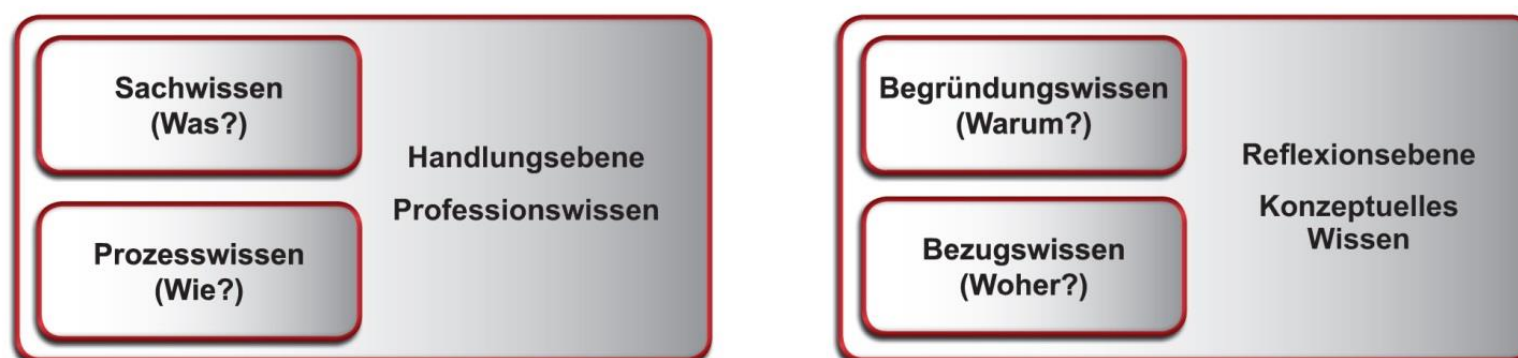 Sachwissen
(Was?)
Handlungsebene
Professionswissen
Prozesswissen
(Wie?)
Begründungswissen
(Warum?)
Reflexionsebene
Konzeptuelles
Wissen
Bezugswissen
(Woher?)